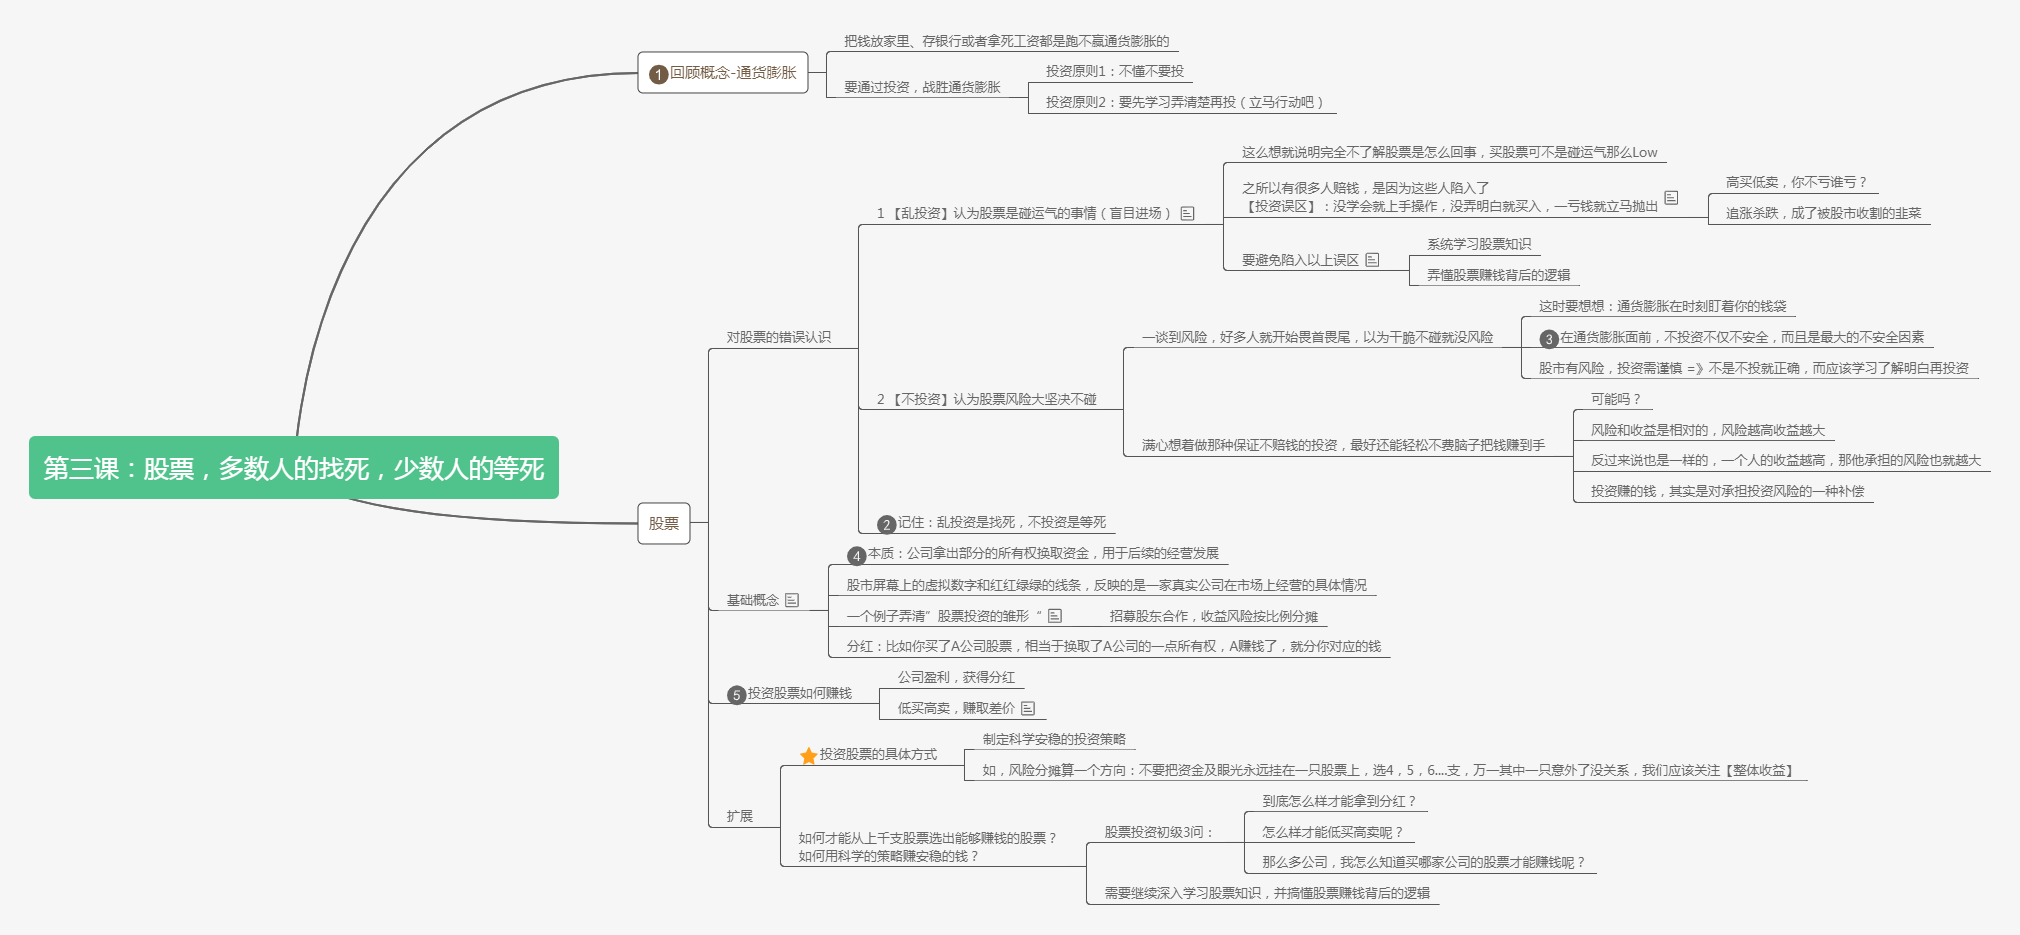 第三课：股票，多数人的找死，少数人的等死
1 回顾概念-通货膨胀
把钱放家里、存银行或者拿死工资都是跑不赢通货膨胀的
要通过投资，战胜通货膨胀
投资原则1：不懂不要投
投资原则2：要先学习弄清楚再投（立马行动吧）
股票
对股票的错误认识
1 【乱投资】认为股票是碰运气的事情（盲目进场）
这么想就说明完全不了解股票是怎么回事，买股票可不是碰运气那么Low
之所以有很多人赔钱，是因为这些人陷入了
【投资误区】：没学会就上手操作，没弄明白就买入，一亏钱就立马抛出
高买低卖，你不亏谁亏？
追涨杀跌，成了被股市收割的韭菜
要避免陷入以上误区
系统学习股票知识
弄懂股票赚钱背后的逻辑
2 【不投资】认为股票风险大坚决不碰
一谈到风险，好多人就开始畏首畏尾，以为干脆不碰就没风险
这时要想想：通货膨胀在时刻盯着你的钱袋
3 在通货膨胀面前，不投资不仅不安全，而且是最大的不安全因素
股市有风险，投资需谨慎 =》不是不投就正确，而应该学习了解明白再投资
满心想着做那种保证不赔钱的投资，最好还能轻松不费脑子把钱赚到手
可能吗？
风险和收益是相对的，风险越高收益越大
反过来说也是一样的，一个人的收益越高，那他承担的风险也就越大
投资赚的钱，其实是对承担投资风险的一种补偿
2 记住：乱投资是找死，不投资是等死
基础概念
4 本质：公司拿出部分的所有权换取资金，用于后续的经营发展
股市屏幕上的虚拟数字和红红绿绿的线条，反映的是一家真实公司在市场上经营的具体情况
一个例子弄清”股票投资的雏形“
招募股东合作，收益风险按比例分摊
分红：比如你买了A公司股票，相当于换取了A公司的一点所有权，A赚钱了，就分你对应的钱
5 投资股票如何赚钱
公司盈利，获得分红
低买高卖，赚取差价
扩展
投资股票的具体方式
制定科学安稳的投资策略
如，风险分摊算一个方向：不要把资金及眼光永远挂在一只股票上，选4，5，6....支，万一其中一只意外了没关系，我们应该关注【整体收益】
如何才能从上千支股票选出能够赚钱的股票？
如何用科学的策略赚安稳的钱？
股票投资初级3问：
到底怎么样才能拿到分红？
怎么样才能低买高卖呢？
那么多公司，我怎么知道买哪家公司的股票才能赚钱呢？
需要继续深入学习股票知识，并搞懂股票赚钱背后的逻辑